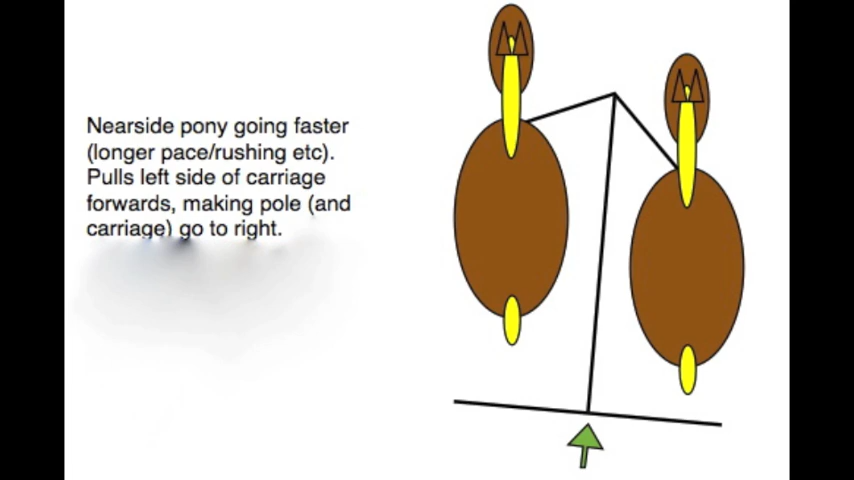 Nearside pony going faster
(longer pace/rushing etc).
Pulls left side of carriage
forwards, making pole (and
carriage) go to right.